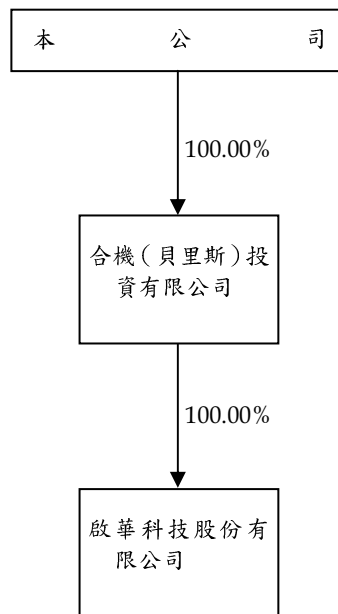 本公司
100.00%
合機（貝里斯）投
資有限公司
100.00%
啟華科技股份有
限公司